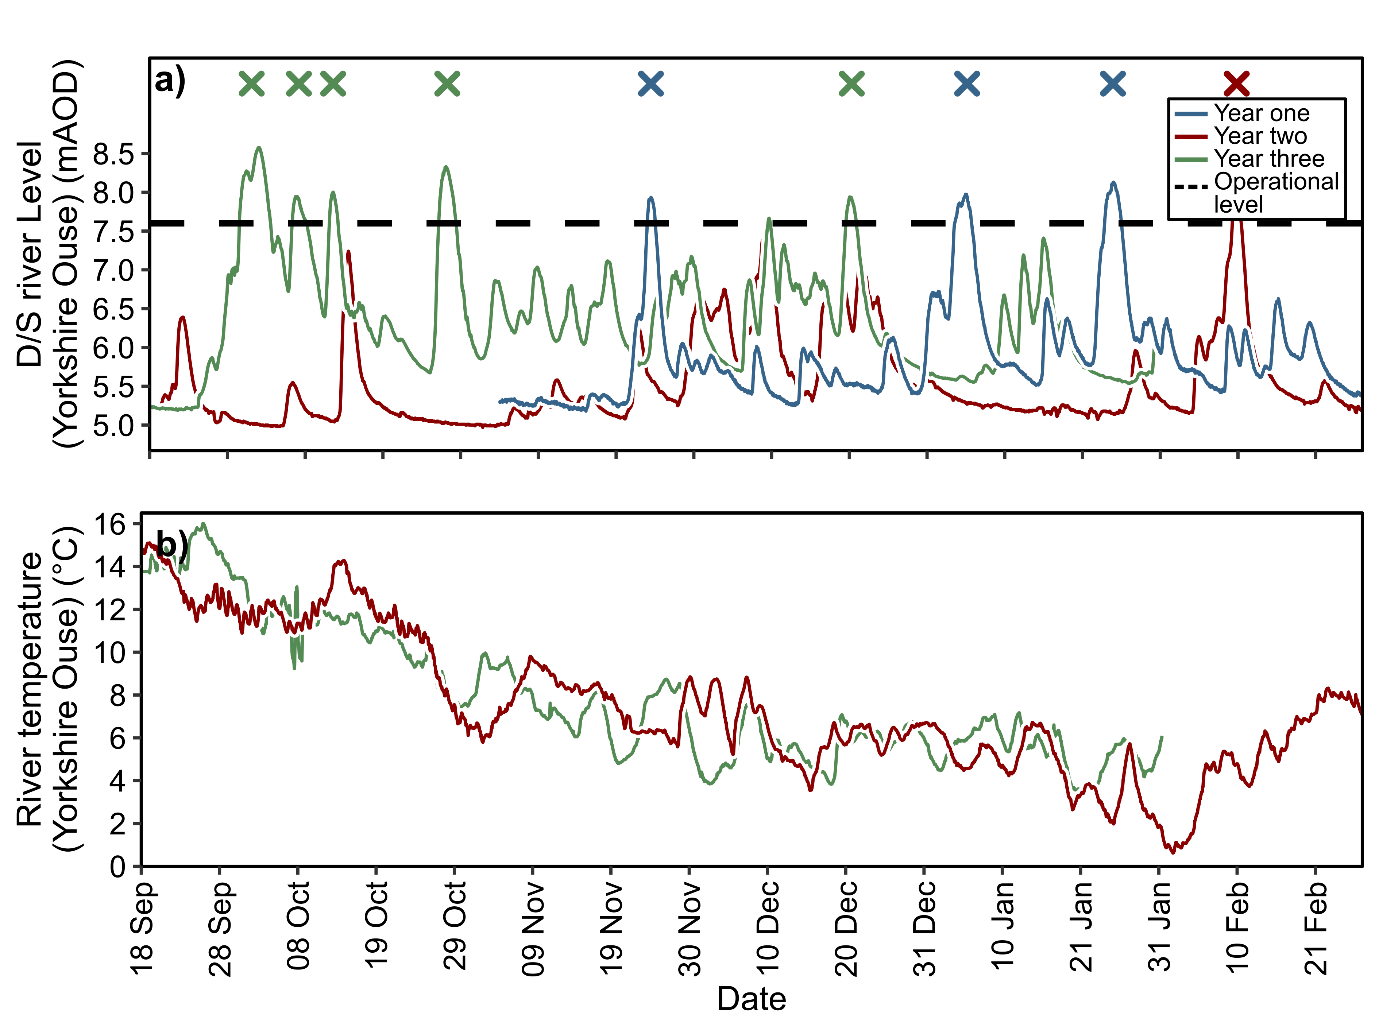 a)
D/S river Level
(Yorkshire Ouse) (mAOD)
8.5
8.0
7.5
7.0
6.5
6.0
5.5
5.0
Year one
Year two
Year three
Operational
level
b)
River temperature
(Yorkshire Ouse) (°C)
16
14
12
10
8
6
4
2
0
18 Sep
28 Sep
08 Oct
19 Oct
29 Oct
09 Nov
19 Nov
30 Nov
10 Dec
20 Dec
31 Dec
10 Jan
21 Jan
31 Jan
10 Feb
21 Feb
Date